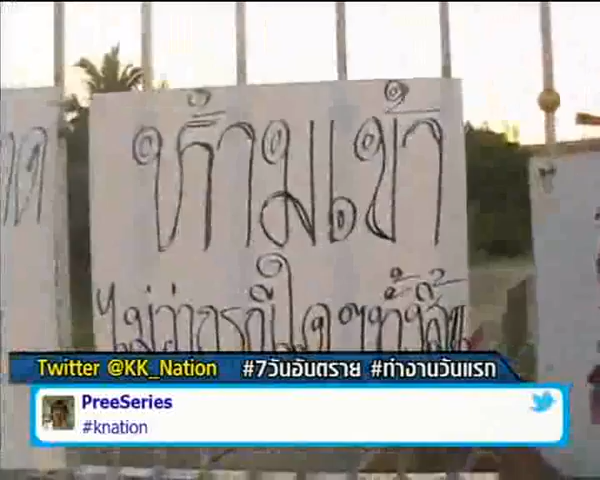 ห้ามเข้า
ไม่ว่ากรณีใดๆทั้งสิ้น
Twitter @KK_Nation #7วันอันตราย #ทำงานวันแรก
PreeSeries
#knation